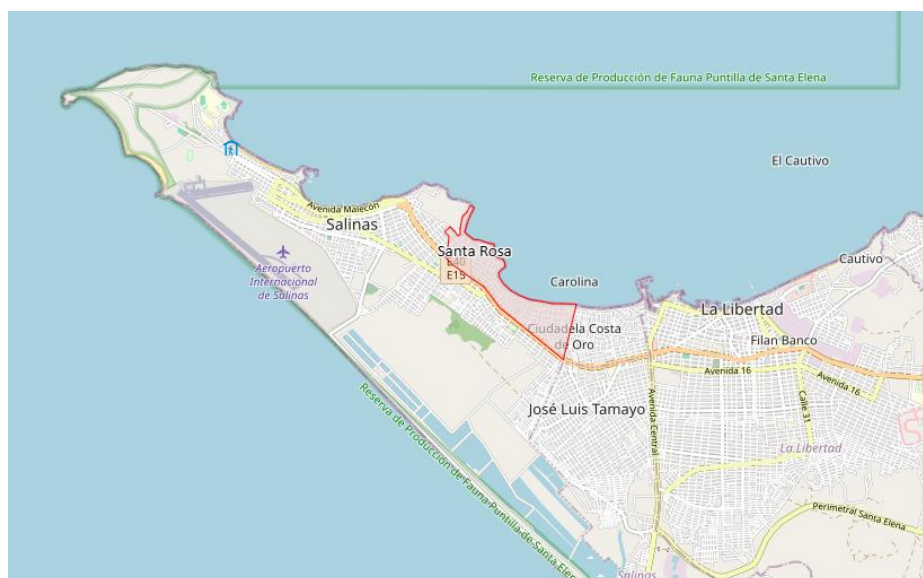 Reserva de Producción de Fauna Puntilla de Santa Elena
El Cautivo
Avenida Malecón
Salinas
Santa Rosa
E40
E15
Aeropuerto
Internacional
de Salinas
Carolina
Cautivo
La Libertad
Ciudadela Costa
de Oro
Filan Banco
Avenida 16
Avenida 16
José Luis Tamayo
Avenida Central
Calle 31
La Libertad
Reserva de Producción de Fauna Puntilla de Santa Elena
Perimetral Santa Elena
Salinas